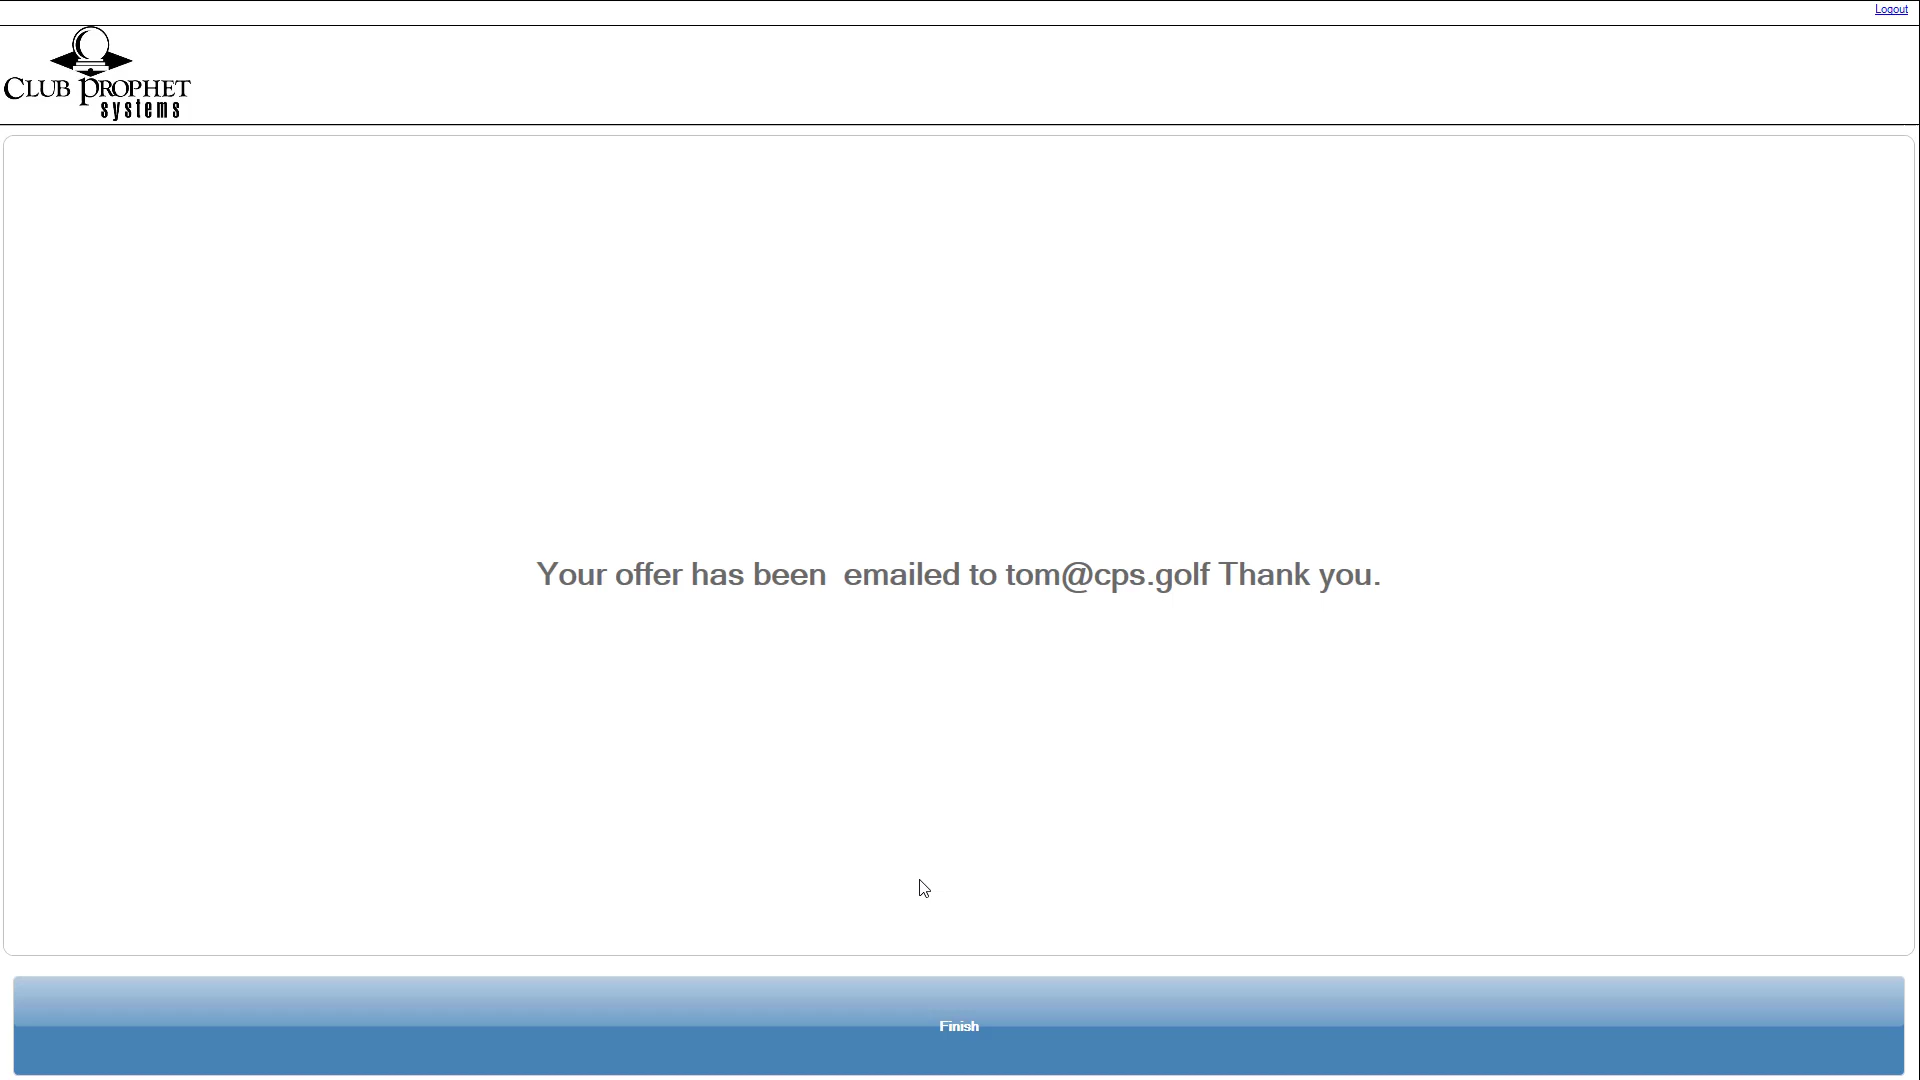 Logout
CLUB PROPHET
systems
Your offer has been  emailed to tom@cps.golf Thank you.
Finish